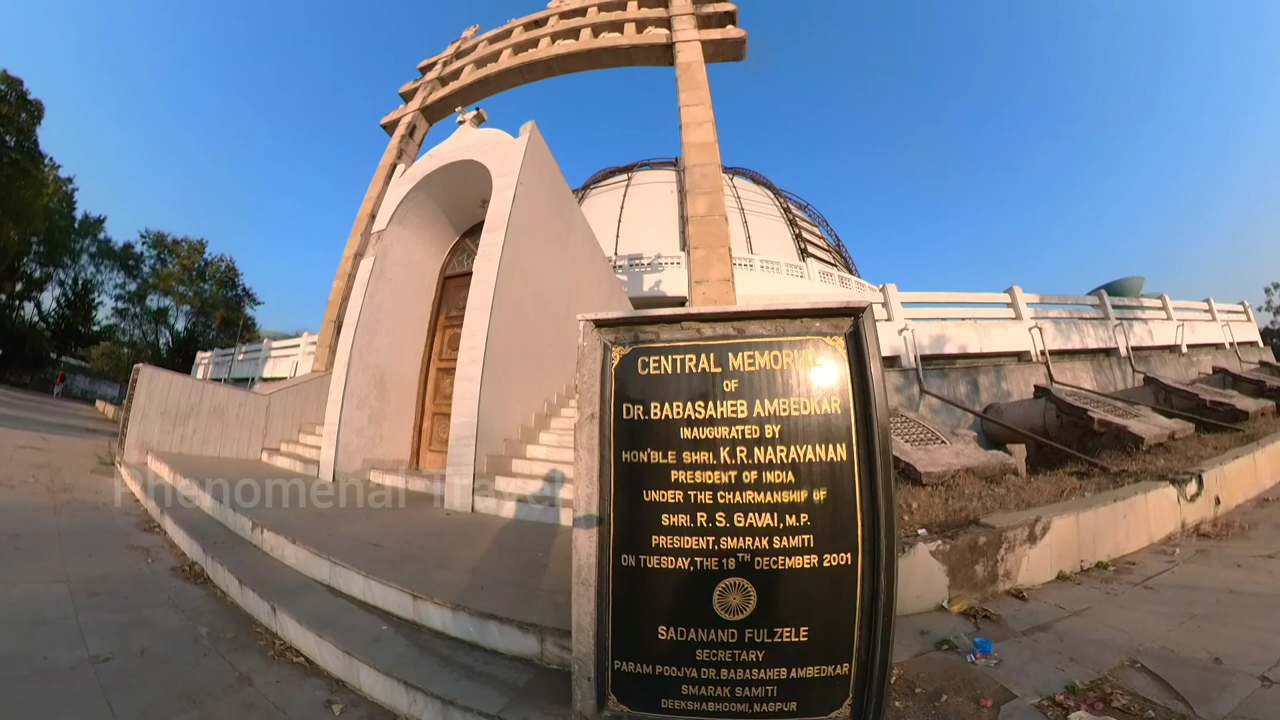 CENTRAL MEMORIAL
OF
DR. BABASAHEB AMBEDKAR
INAUGURATED BY
HON'BLE SHRI. K.R. NARAYANAN
PRESIDENT OF INDIA
UNDER THE CHAIRMANSHIP OF
SHRI. R. S. GAVAI, M.P.
PRESIDENT, SMARAK SAMITI
ON TUESDAY, THE 18TH DECEMBER 2001
SADANAND FULZELE
SECRETARY
PARAM POOJYA DR. BABASAHEB AMBEDKAR
SMARAK SAMITI
DEEKSHABHOOMI, NAGPUR
Phenomenal Travel